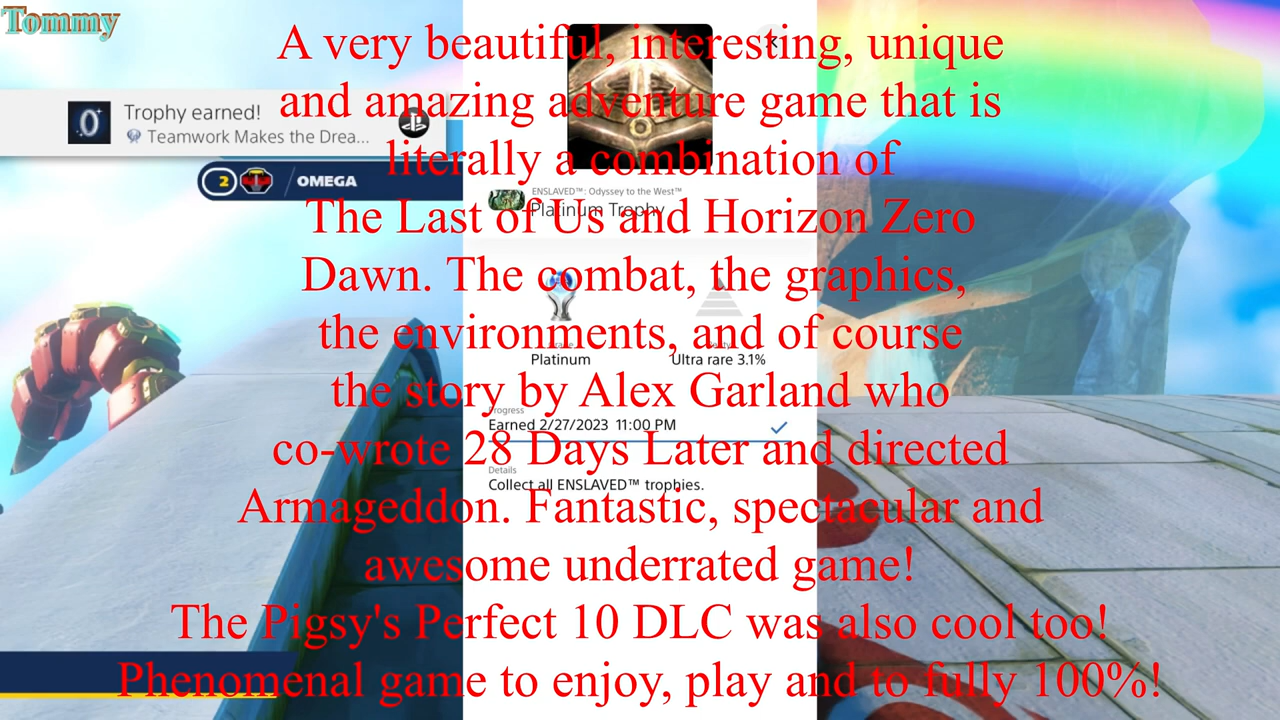 Tommy
A very beautiful, interesting, unique
and amazing adventure game that is
literally a combination of
The Last of Us and Horizon Zero
Dawn. The combat, the graphics,
the environments, and of course
the story by Alex Garland who
co-wrote 28 Days Later and directed
Armageddon. Fantastic, spectacular and
awesome underrated game!
The Pigsy's Perfect 10 DLC was also cool too!
Phenomenal game to enjoy, play and to fully 100%!
Trophy earned!
Teamwork Makes the Drea...
2 OMEGA
ENSLAVED™: Odyssey to the West™
Platinum Trophy
Platinum
Ultra rare 3.1%
Progress
Earned 2/27/2023 11:00 PM
Details
Collect all ENSLAVED™ trophies.